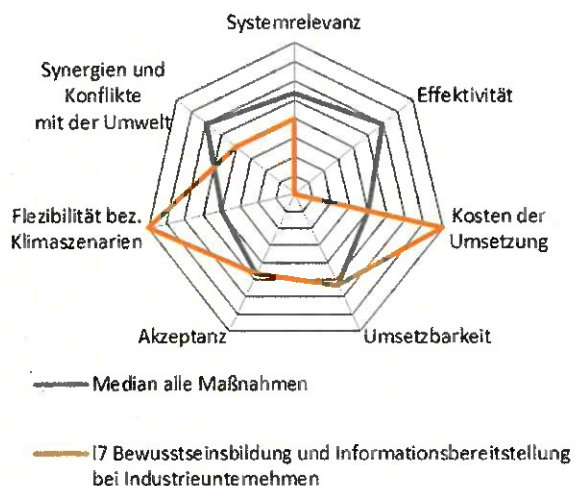 Systemrelevanz
Synergien und
Konflikte
mit der Umwelt
Effektivität
Flezibilität bez.
Klimaszenarien
Kosten der
Umsetzung
Akzeptanz
Umsetzbarkeit
Median alle Maßnahmen
I7 Bewusstseinsbildung und Informationsbereitstellung
bei Industrieunternehmen